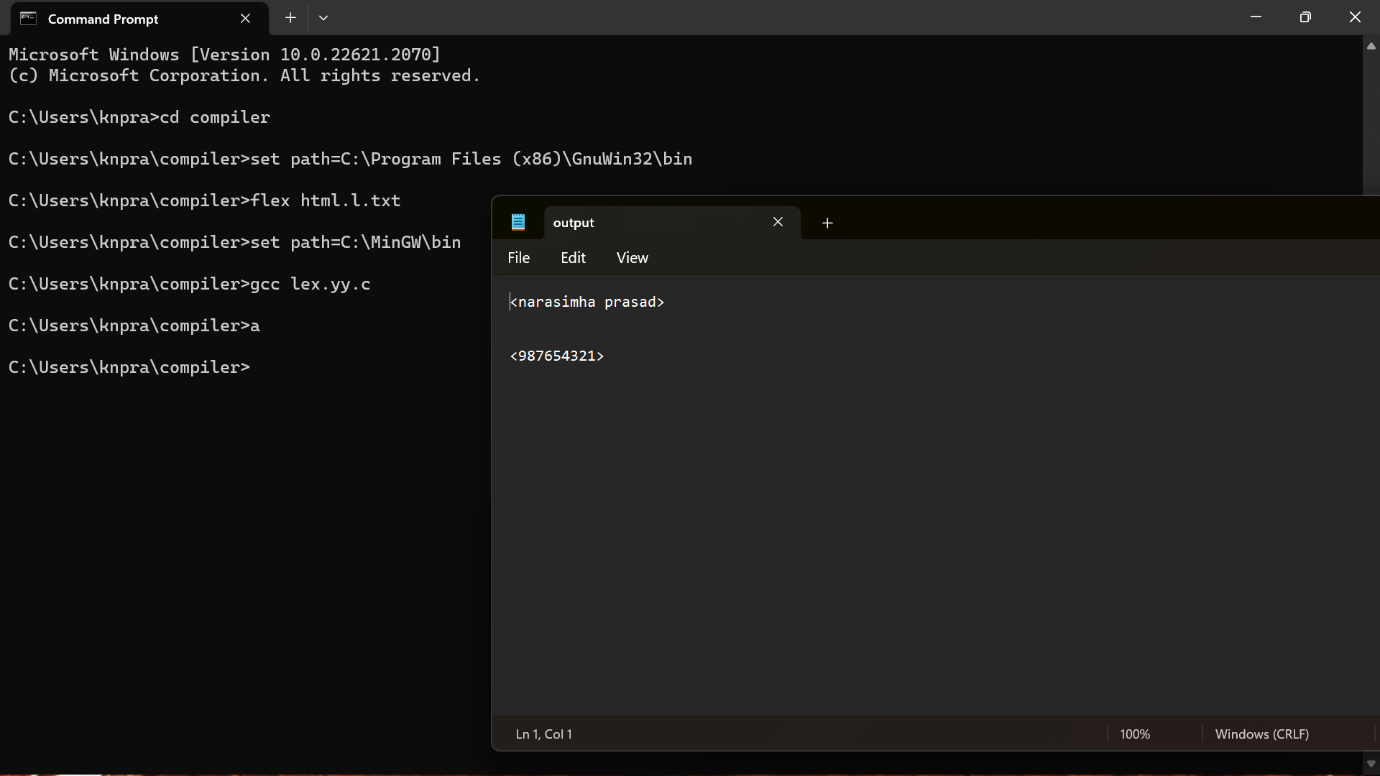 Command Prompt
Microsoft Windows [Version 10.0.22621.2070]
(c) Microsoft Corporation. All rights reserved.
C:\Users\knpra>cd compiler
C:\Users\knpra\compiler>set path=C:\Program Files (x86)\GnuWin32\bin
C:\Users\knpra\compiler>flex html.l.txt
C:\Users\knpra\compiler>set path=C:\MinGW\bin
C:\Users\knpra\compiler>gcc lex.yy.c
C:\Users\knpra\compiler>a
C:\Users\knpra\compiler>
output
File Edit View
<narasimha prasad>
<987654321>
Ln 1, Col 1 100% Windows (CRLF)